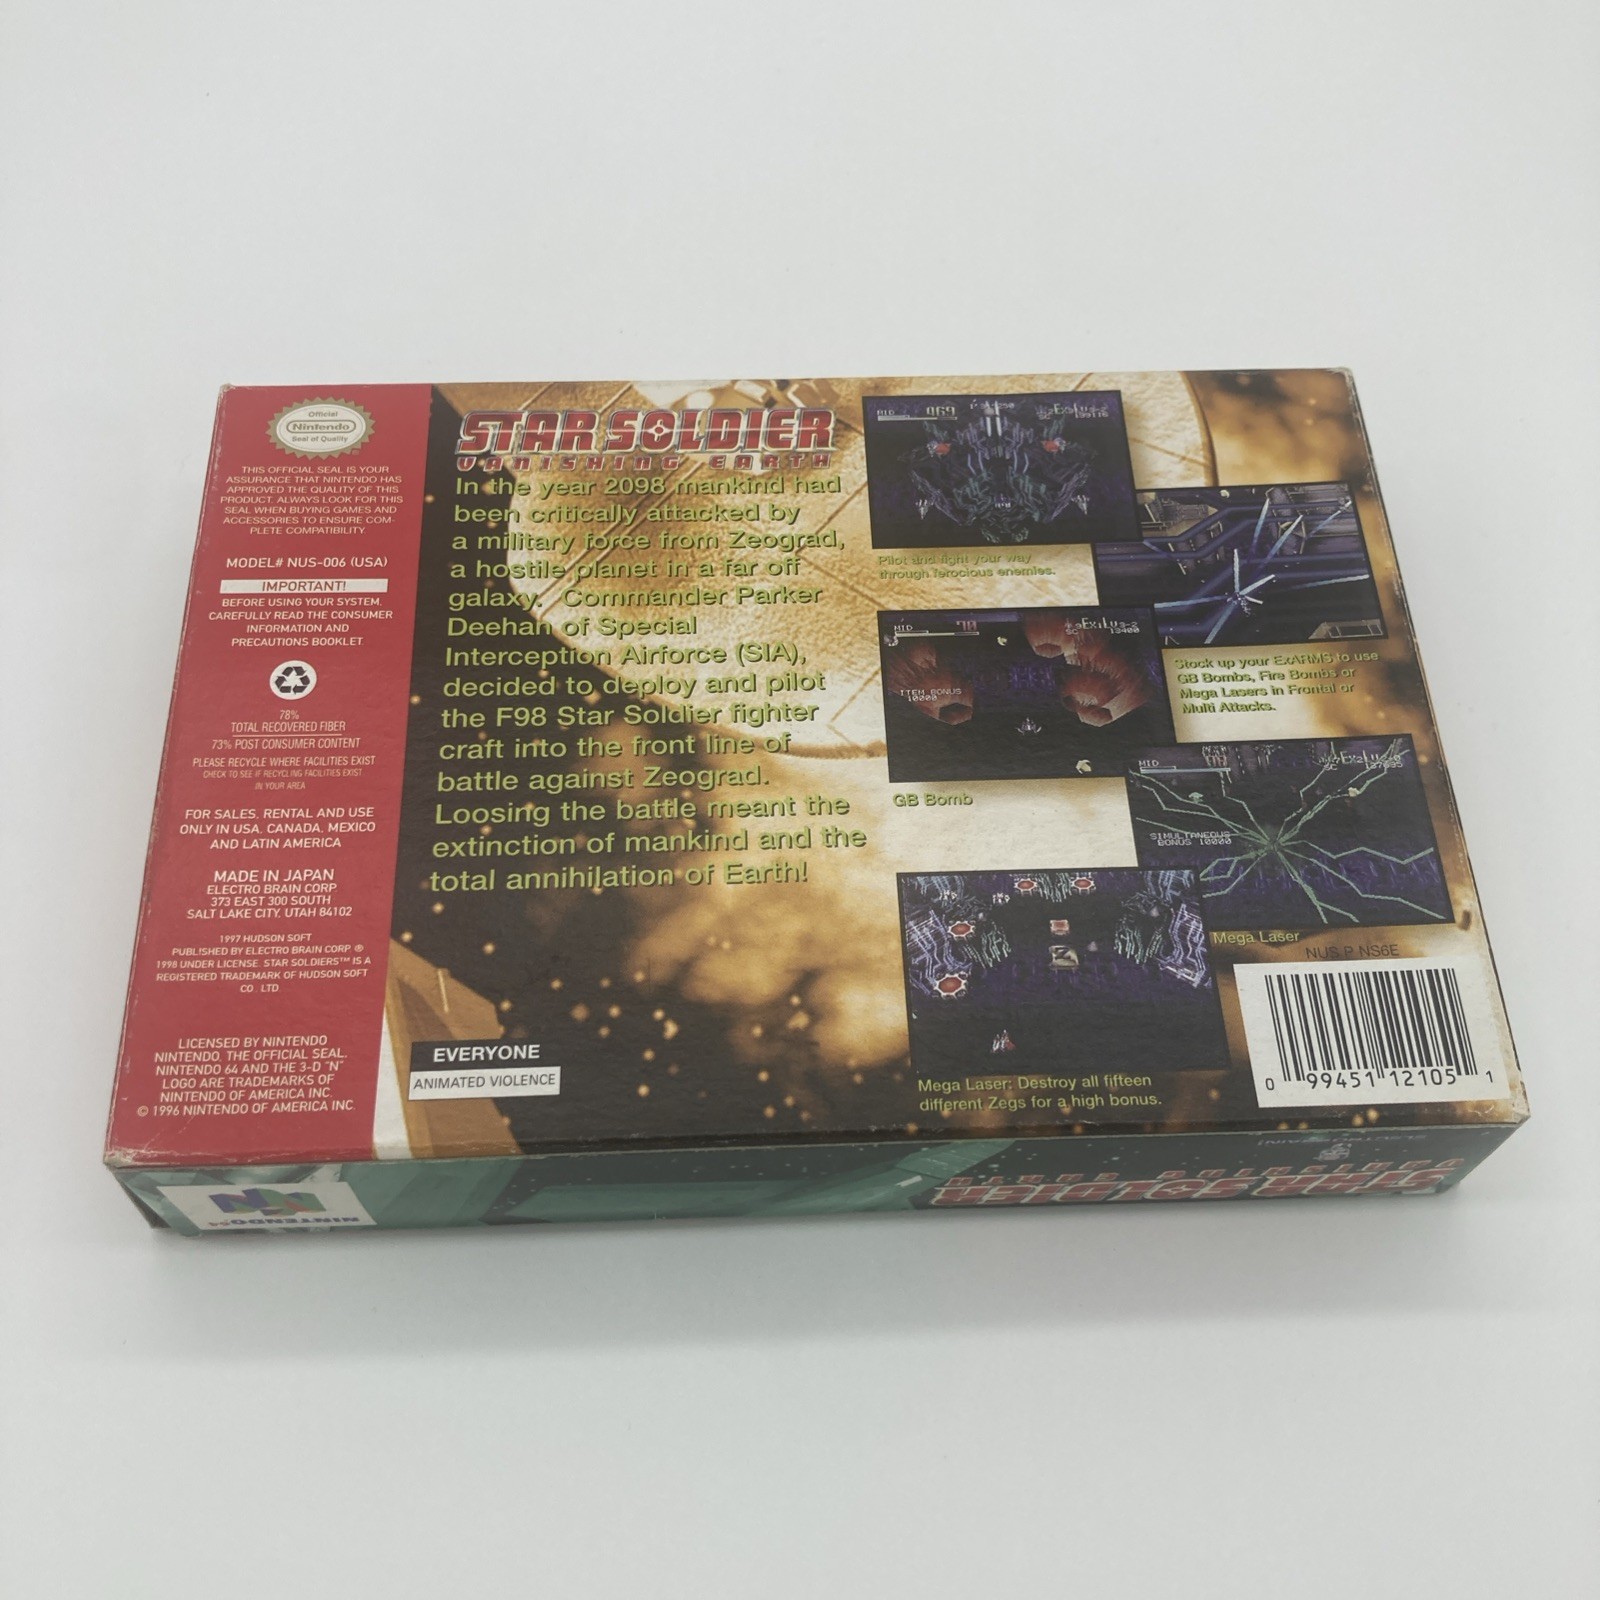 Official
Nintendo
Seal of Quality
THIS OFFICIAL SEAL IS YOUR
ASSURANCE THAT NINTENDO HAS
APPROVED THE QUALITY OF THIS
PRODUCT. ALWAYS LOOK FOR THIS
SEAL WHEN BUYING GAMES AND
ACCESSORIES TO ENSURE COM-
PLETE COMPATIBILITY.
MODEL# NUS-006 (USA)
IMPORTANT!
BEFORE USING YOUR SYSTEM,
CAREFULLY READ THE CONSUMER
INFORMATION AND
PRECAUTIONS BOOKLET
78%
TOTAL RECOVERED FIBER
73% POST CONSUMER CONTENT
PLEASE RECYCLE WHERE FACILITIES EXIST
CHECK TO SEE IF RECYCLING FACILITIES EXIST
IN YOUR AREA
FOR SALES, RENTAL AND USE
ONLY IN USA, CANADA, MEXICO
AND LATIN AMERICA
MADE IN JAPAN
ELECTRO BRAIN CORP.
373 EAST 300 SOUTH
SALT LAKE CITY, UTAH 84102
1997 HUDSON SOFT
PUBLISHED BY ELECTRO BRAIN CORP ®
1998 UNDER LICENSE. STAR SOLDIERS™ IS A
REGISTERED TRADEMARK OF HUDSON SOFT
CO . LTD.
LICENSED BY NINTENDO
NINTENDO, THE OFFICIAL SEAL,
NINTENDO 64 AND THE 3-D "N"
LOGO ARE TRADEMARKS OF
NINTENDO OF AMERICA INC.
© 1996 NINTENDO OF AMERICA INC.
STAR SOLDIER
VANISHING EARTH
In the year 2098 mankind had
been critically attacked by
a military force from Zeograd,
a hostile planet in a far off
galaxy. Commander Parker
Deehan of Special
Interception Airforce (SIA),
decided to deploy and pilot
the F98 Star Soldier fighter
craft into the front line of
battle against Zeograd.
Loosing the battle meant the
extinction of mankind and the
total annihilation of Earth!
EVERYONE
ANIMATED VIOLENCE
Pilot and fight your way
through ferocious enemies.
Stock up your ExARMS to use
GB Bombs, Fire Bombs or
Mega Lasers in Frontal or
Multi Attacks.
MID
SC 13400
ITEM BONUS
10000
GB Bomb
MID
SIMULTANEOUS
BONUS 10000
Mega Laser
Mega Laser: Destroy all fifteen
different Zegs for a high bonus.
NUS P NS6E
0 99451 12105 1
NINTENDO 64
STAR SOLDIER
VANISHING EARTH